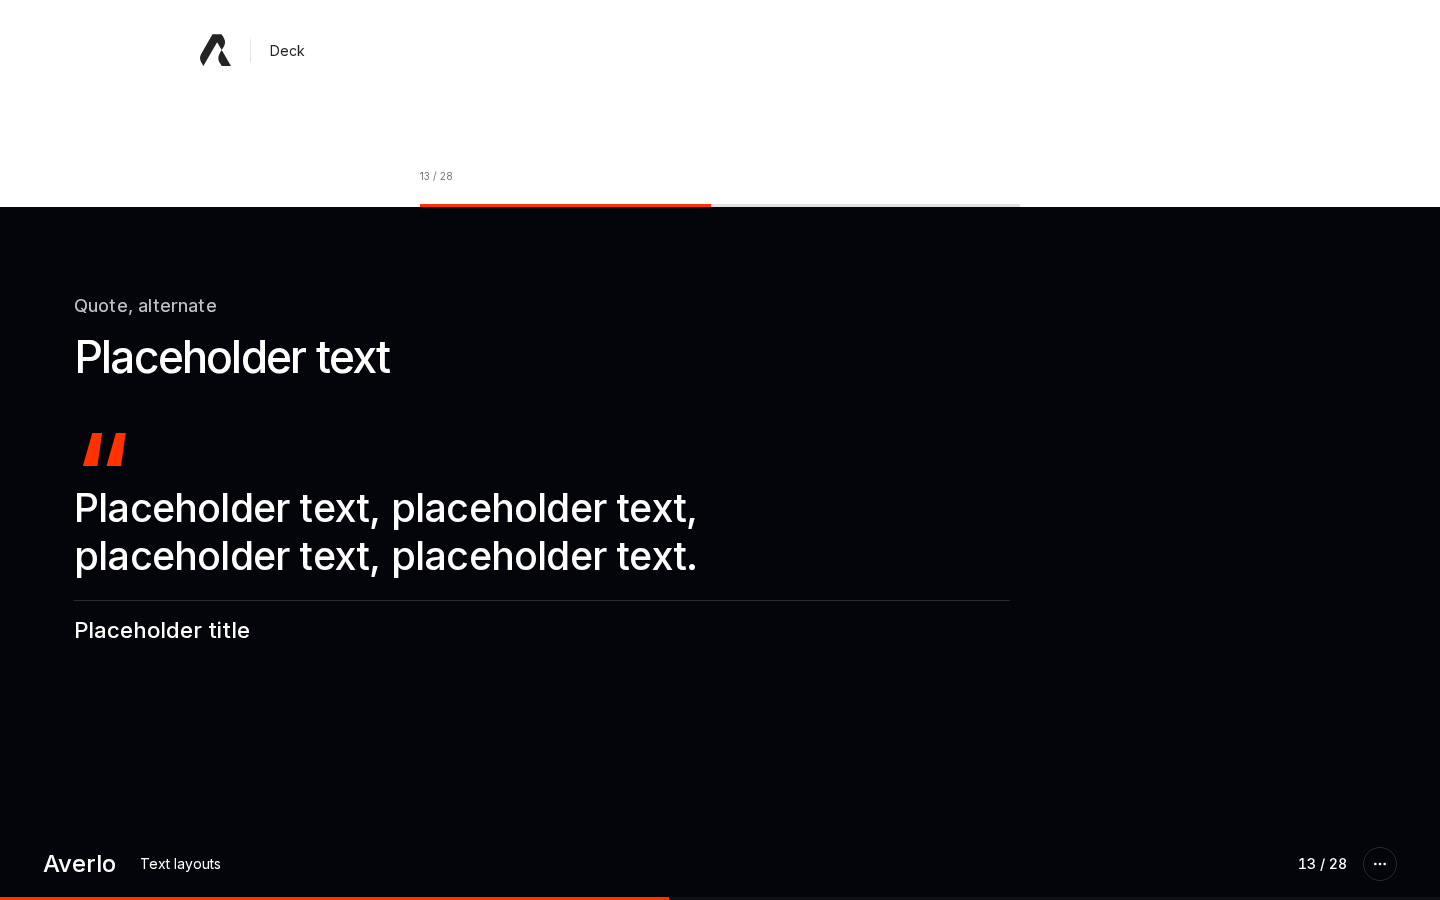 Deck
13 / 28
Quote, alternate
Placeholder text
“
Placeholder text, placeholder text,
placeholder text, placeholder text.
Placeholder title
Averlo
Text layouts
13 / 28